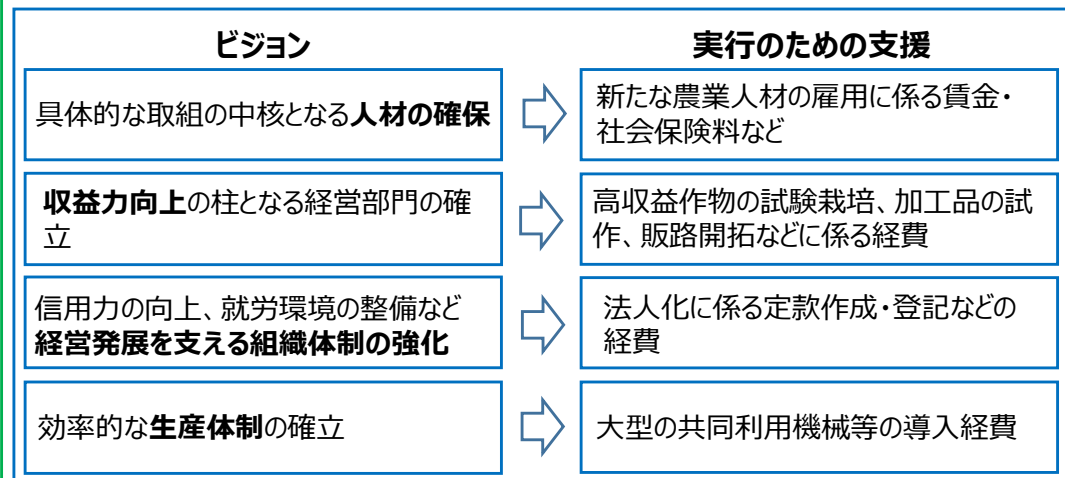 ビジョン
実行のための支援
具体的な取組の中核となる人材の確保
新たな農業人材の雇用に係る賃金・
社会保険料など
収益力向上の柱となる経営部門の確
立
高収益作物の試験栽培、加工品の試
作、販路開拓などに係る経費
信用力の向上、就労環境の整備など
経営発展を支える組織体制の強化
法人化に係る定款作成・登記などの
経費
効率的な生産体制の確立
大型の共同利用機械等の導入経費